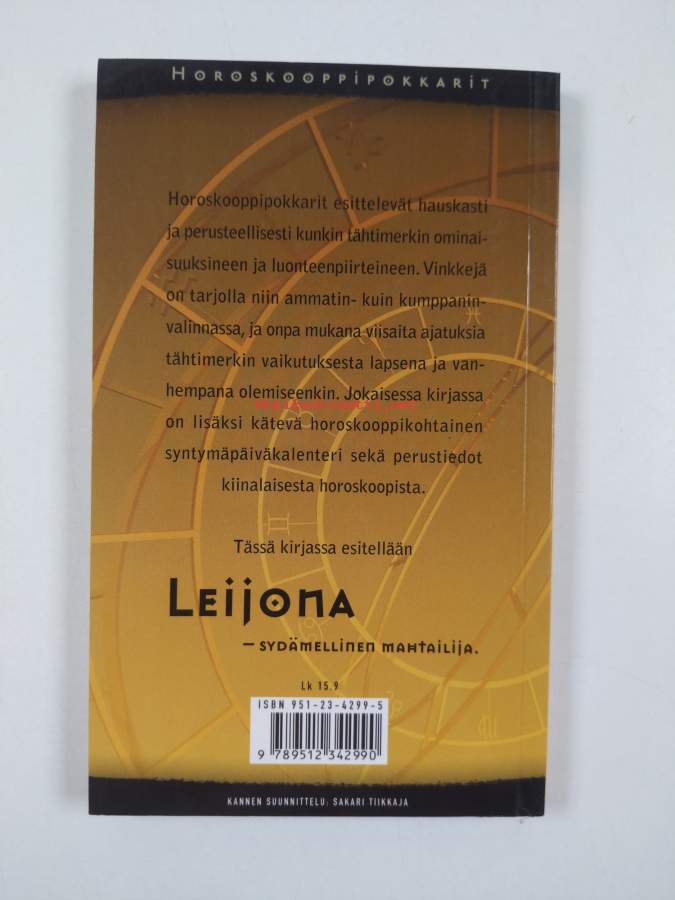 HOROSKOOPPIPOKKARIT
Horoskooppipokkarit esittelevät hauskasti
ja perusteellisesti kunkin tähtimerkin ominai-
suuksineen ja luonteenpiirteineen. Vinkkejä
on tarjolla niin ammatin- kuin kumppanin-
valinnassa, ja onpa mukana viisaita ajatuksia
tähtimerkin vaikutuksesta lapsena ja van-
hempana olemiseenkin. Jokaisessa kirjassa
on lisäksi kätevä horoskooppikohtainen
syntymäpäiväkalenteri sekä perustiedot
kiinalaisesta horoskoopista.
Tässä kirjassa esitellään
LEIJONA
– SYDÄMELLINEN MAHTAILIJA.
Lk 15.9
ISBN 951-23-4299-5
9 789512 342990
KANNEN SUUNNITTELU: SAKARI TIIKKAJA